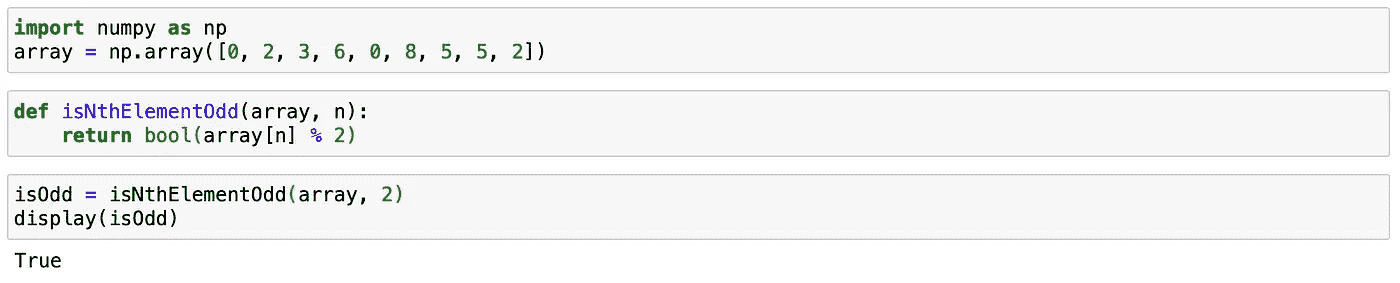 import numpy as np
array = np.array([0, 2, 3, 6, 0, 8, 5, 5, 2])
def isNthElementOdd(array, n):
    return bool(array[n] % 2)
isOdd = isNthElementOdd(array, 2)
display(isOdd)
True